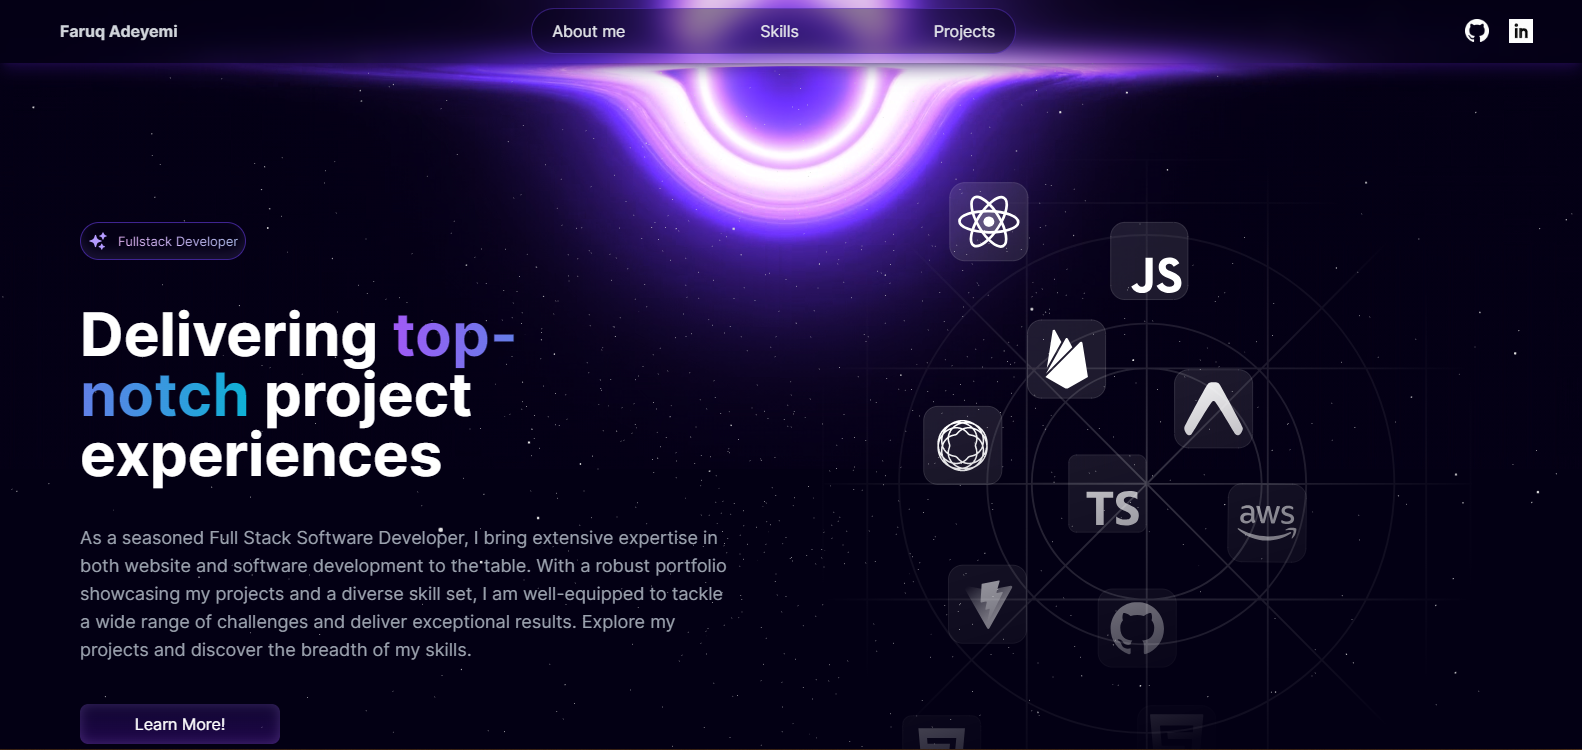 Faruq Adeyemi
About me
Skills
Projects
Fullstack Developer
Delivering top-
notch project
experiences
As a seasoned Full Stack Software Developer, I bring extensive expertise in
both website and software development to the table. With a robust portfolio
showcasing my projects and a diverse skill set, I am well-equipped to tackle
a wide range of challenges and deliver exceptional results. Explore my
projects and discover the breadth of my skills.
Learn More!
in
JS
TS
aws